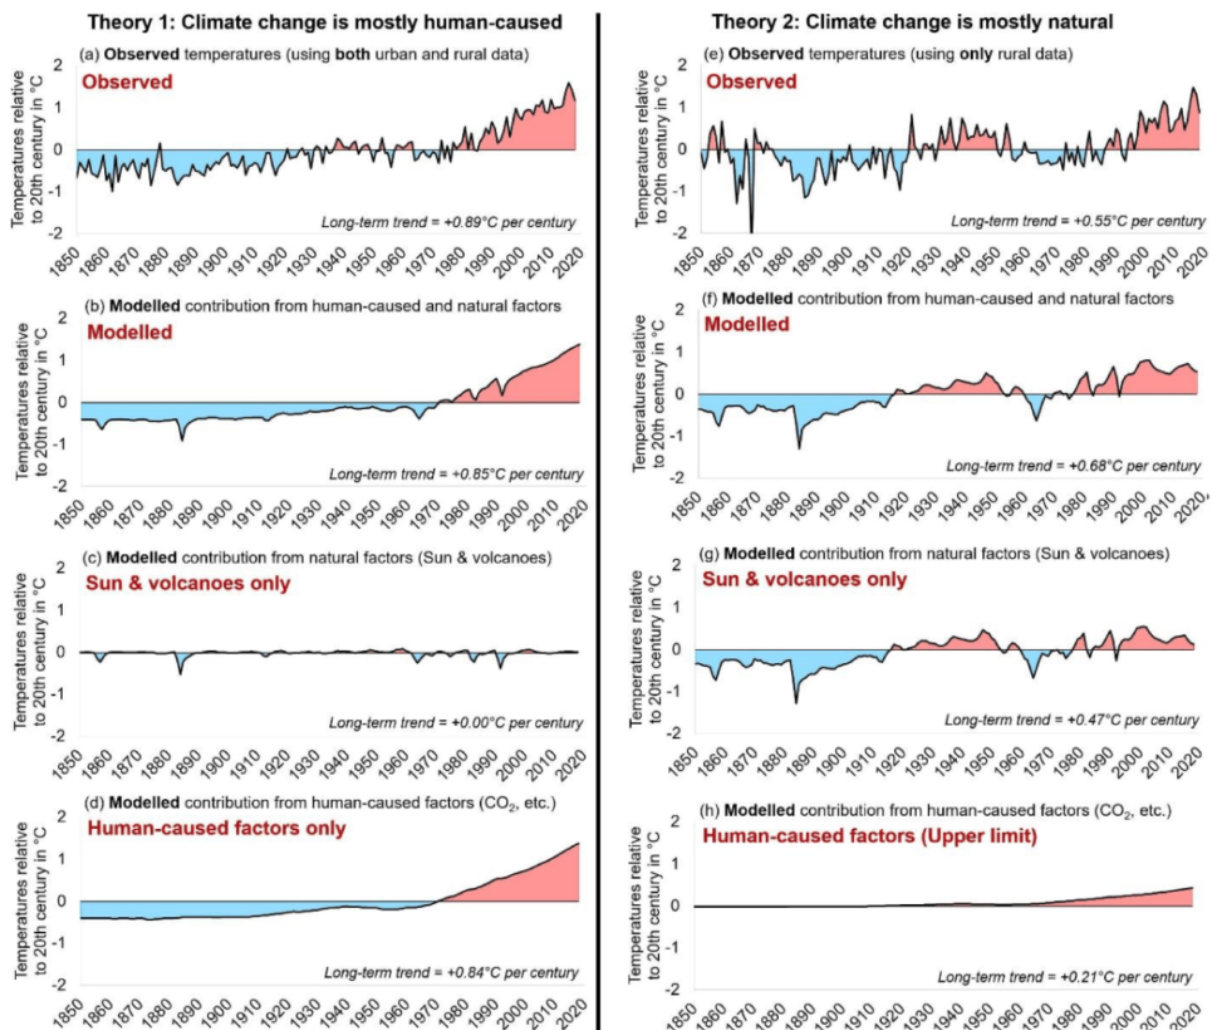 Theory 1: Climate change is mostly human-caused
(a) Observed temperatures (using both urban and rural data)
Observed
Temperatures relative
to 20th century in °C
2
1
0
-1
-2
Long-term trend = +0.89°C per century
1850 1860 1870 1880 1890 1900 1910 1920 1930 1940 1950 1960 1970 1980 1990 2000 2010 2020
(b) Modelled contribution from human-caused and natural factors
Modelled
Temperatures relative
to 20th century in °C
2
1
0
-1
-2
Long-term trend = +0.85°C per century
1850 1860 1870 1880 1890 1900 1910 1920 1930 1940 1950 1960 1970 1980 1990 2000 2010 2020
(c) Modelled contribution from natural factors (Sun & volcanoes)
Sun & volcanoes only
Temperatures relative
to 20th century in °C
2
1
0
-1
-2
Long-term trend = +0.00°C per century
1850 1860 1870 1880 1890 1900 1910 1920 1930 1940 1950 1960 1970 1980 1990 2000 2010 2020
(d) Modelled contribution from human-caused factors (CO₂, etc.)
Human-caused factors only
Temperatures relative
to 20th century in °C
2
1
0
-1
-2
Long-term trend = +0.84°C per century
1850 1860 1870 1880 1890 1900 1910 1920 1930 1940 1950 1960 1970 1980 1990 2000 2010 2020
Theory 2: Climate change is mostly natural
(e) Observed temperatures (using only rural data)
Observed
Temperatures relative
to 20th century in °C
2
1
0
-1
-2
Long-term trend = +0.55°C per century
1850 1860 1870 1880 1890 1900 1910 1920 1930 1940 1950 1960 1970 1980 1990 2000 2010 2020
(f) Modelled contribution from human-caused and natural factors
Modelled
Temperatures relative
to 20th century in °C
2
1
0
-1
-2
Long-term trend = +0.68°C per century
1850 1860 1870 1880 1890 1900 1910 1920 1930 1940 1950 1960 1970 1980 1990 2000 2010 2020
(g) Modelled contribution from natural factors (Sun & volcanoes)
Sun & volcanoes only
Temperatures relative
to 20th century in °C
2
1
0
-1
-2
Long-term trend = +0.47°C per century
1850 1860 1870 1880 1890 1900 1910 1920 1930 1940 1950 1960 1970 1980 1990 2000 2010 2020
(h) Modelled contribution from human-caused factors (CO₂, etc.)
Human-caused factors (Upper limit)
Temperatures relative
to 20th century in °C
2
1
0
-1
-2
Long-term trend = +0.21°C per century
1850 1860 1870 1880 1890 1900 1910 1920 1930 1940 1950 1960 1970 1980 1990 2000 2010 2020